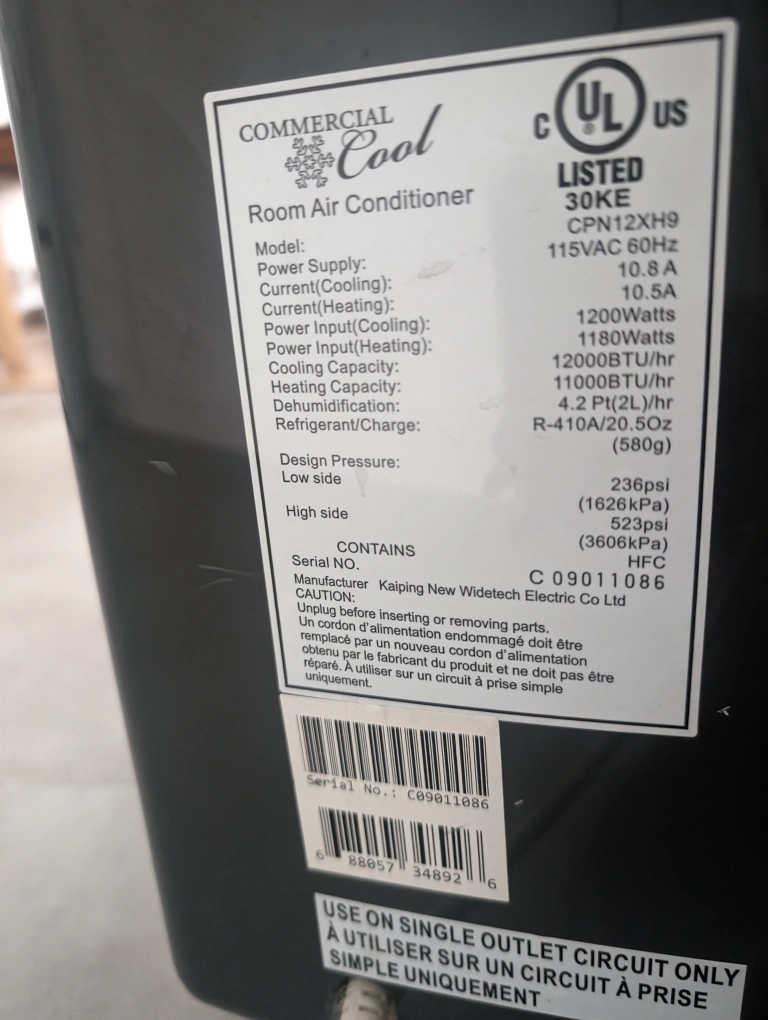 COMMERCIAL
Cool
C UL® US
LISTED
30KE
Room Air Conditioner
Model: CPN12XH9
Power Supply: 115VAC 60Hz
Current(Cooling): 10.8 A
Current(Heating): 10.5A
Power Input(Cooling): 1200Watts
Power Input(Heating): 1180Watts
Cooling Capacity: 12000BTU/hr
Heating Capacity: 11000BTU/hr
Dehumidification: 4.2 Pt(2L)/hr
Refrigerant/Charge: R-410A/20.5Oz
(580g)
Design Pressure:
Low side 236psi
(1626kPa)
High side 523psi
(3606kPa)
CONTAINS HFC
Serial NO. C 09011086
Manufacturer Kaiping New Widetech Electric Co Ltd
CAUTION:
Unplug before inserting or removing parts.
Un cordon d'alimentation endommagé doit être
remplacé par un nouveau cordon d'alimentation
obtenu par le fabricant du produit et ne doit pas être
réparé. À utiliser sur un circuit à prise simple
uniquement.
Serial No.: C09011086
6 88057 34892 6
USE ON SINGLE OUTLET CIRCUIT ONLY
À UTILISER SUR UN CIRCUIT À PRISE
SIMPLE UNIQUEMENT